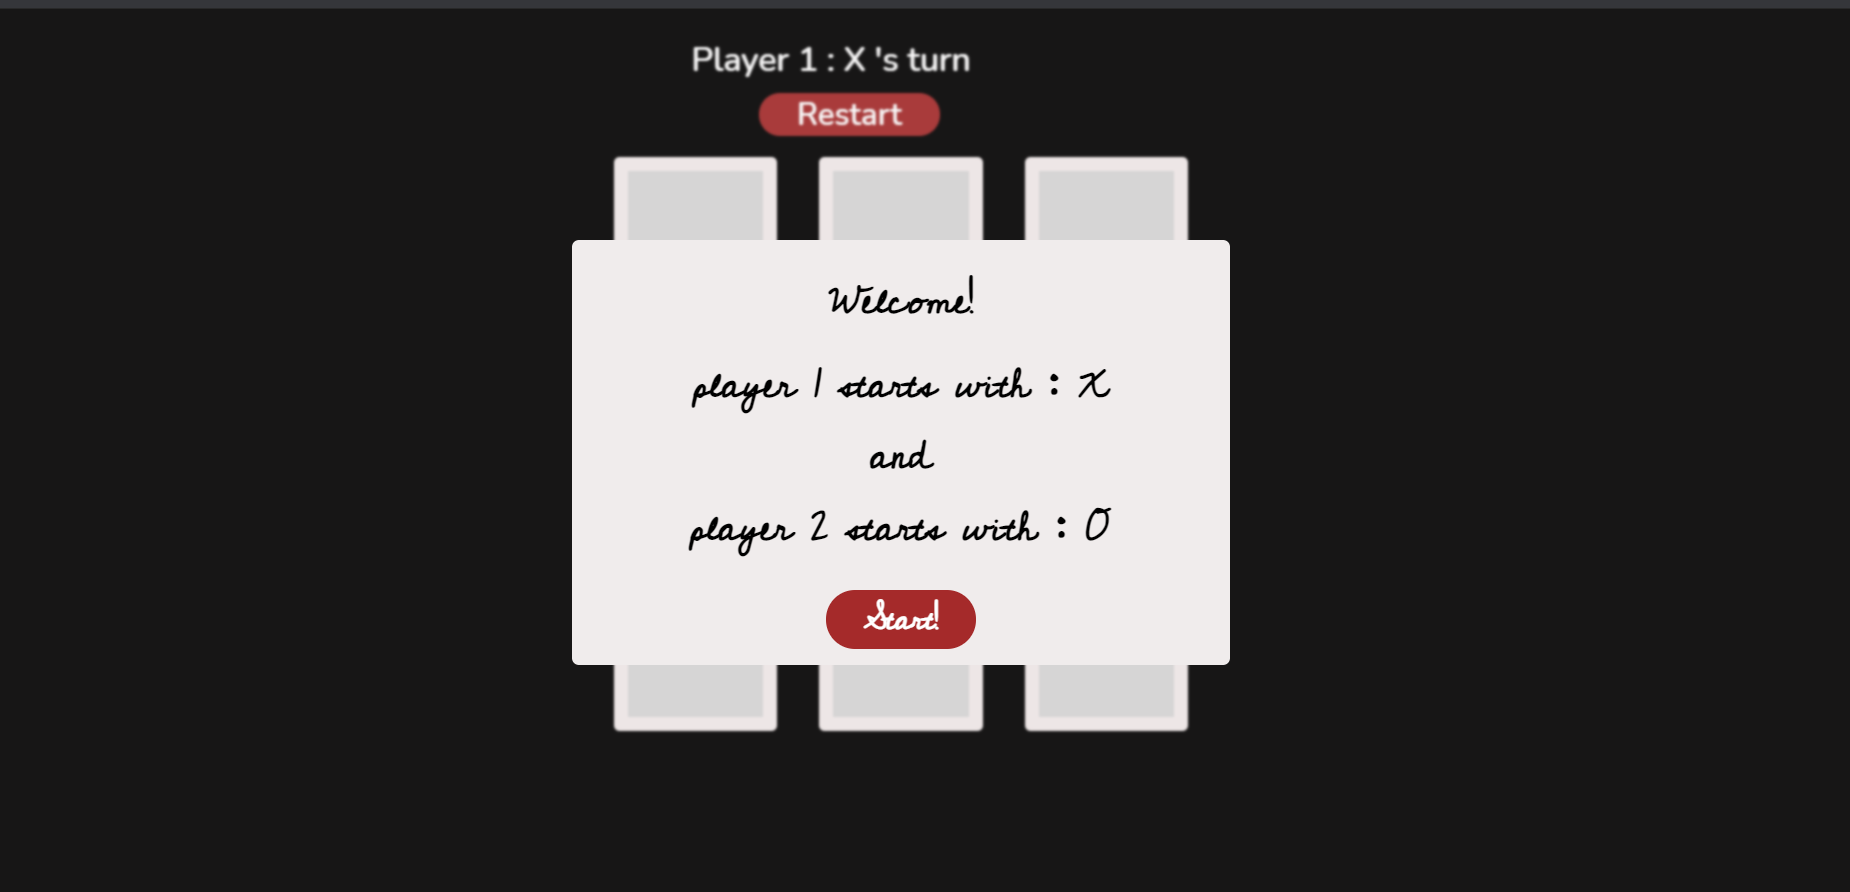 Player 1 : X 's turn
Restart
Welcome!
player 1 starts with : X
and
player 2 starts with : O
Start!